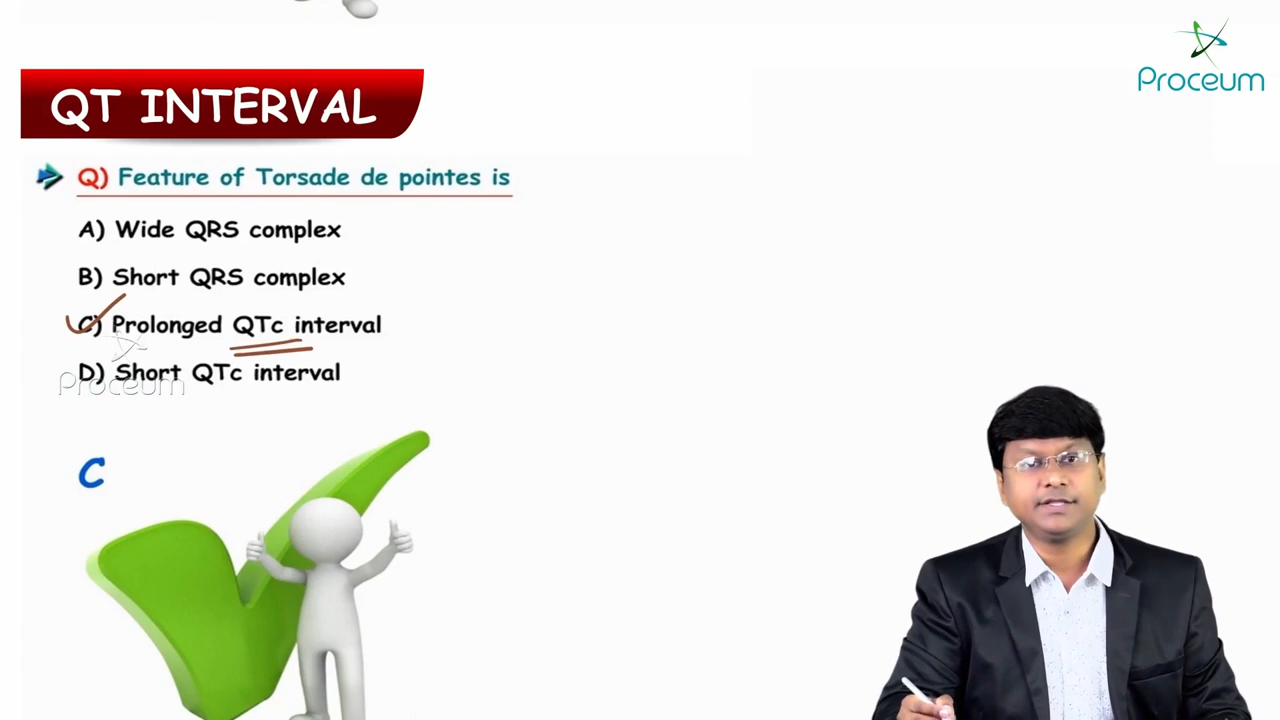 Proceum
QT INTERVAL
Q) Feature of Torsade de pointes is
A) Wide QRS complex
B) Short QRS complex
C) Prolonged QTc interval
D) Short QTc interval
Proceum
C